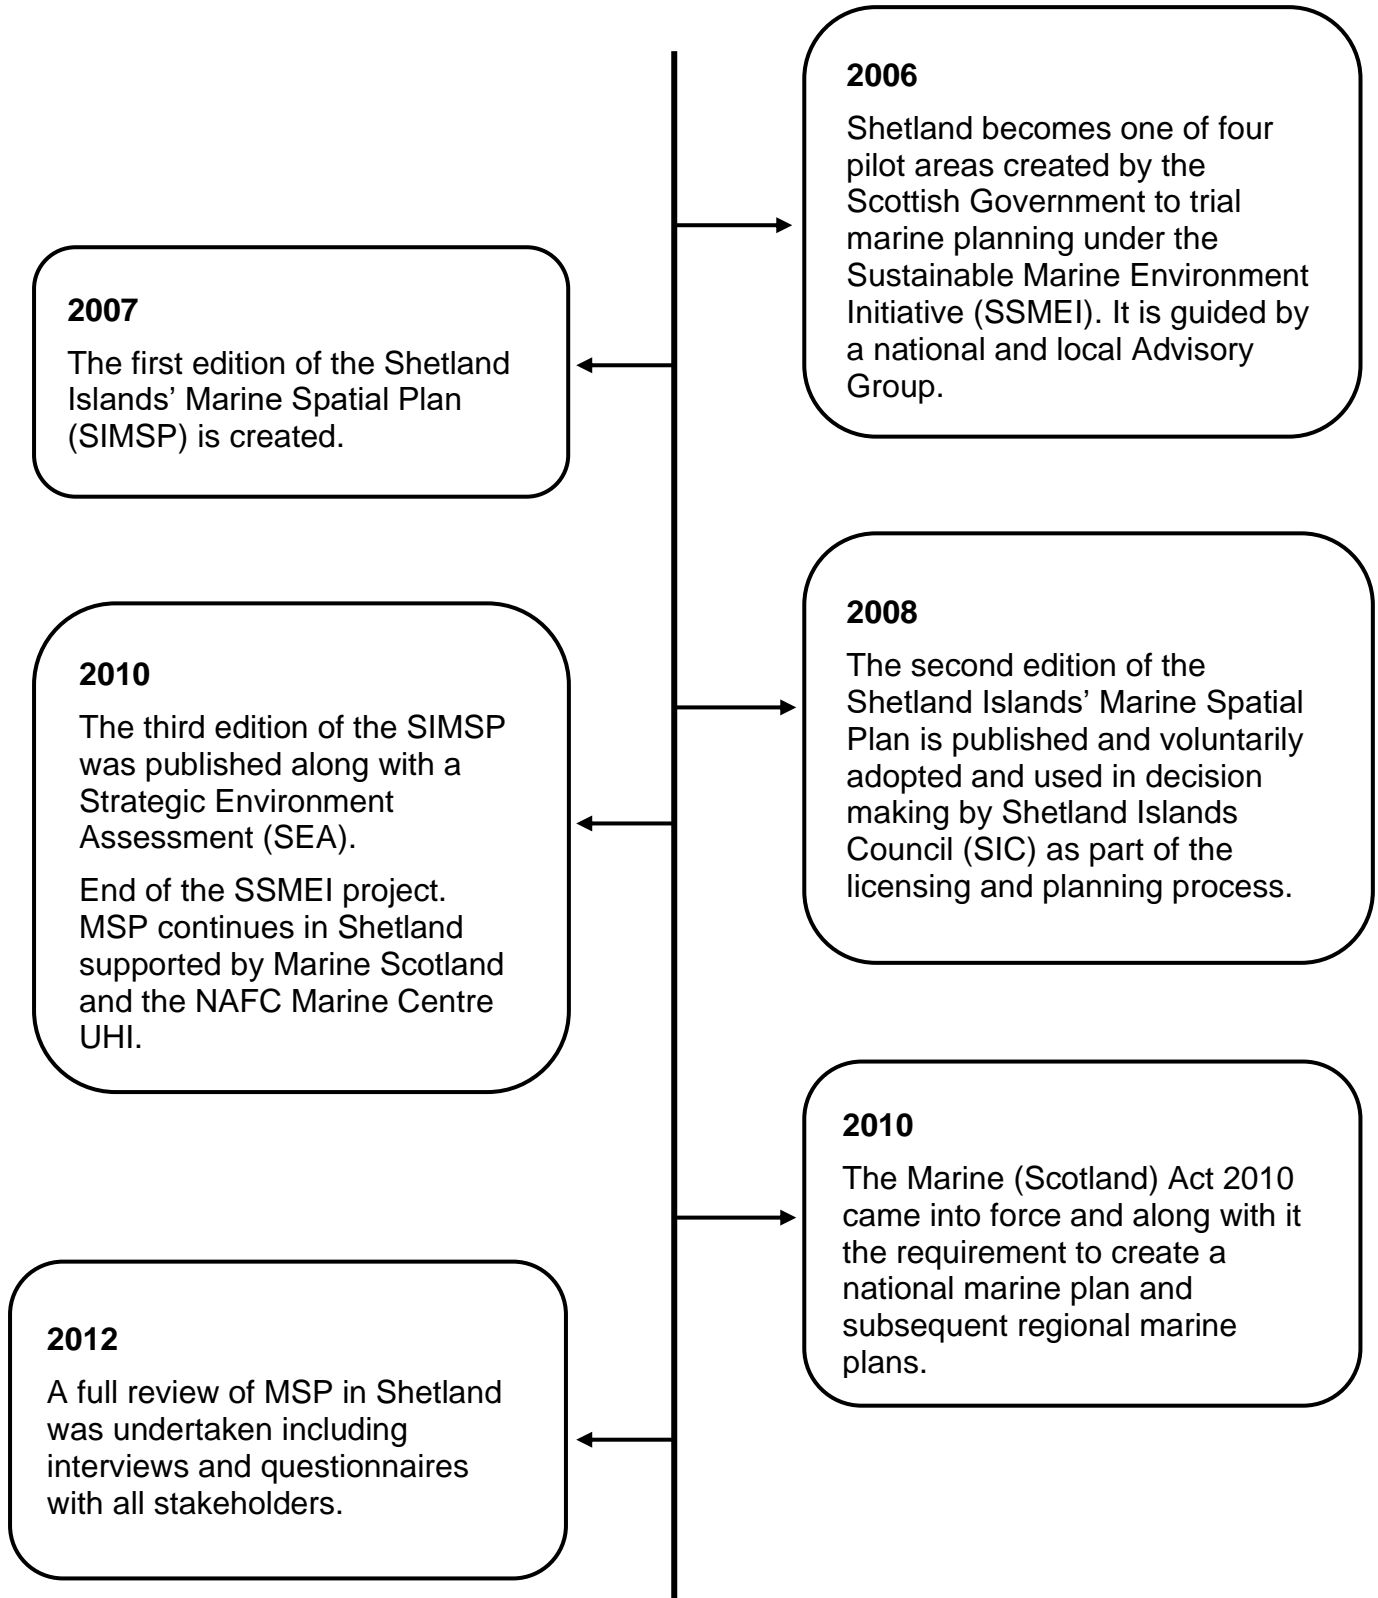 2006
Shetland becomes one of four
pilot areas created by the
Scottish Government to trial
marine planning under the
Sustainable Marine Environment
Initiative (SSMEI). It is guided by
a national and local Advisory
Group.
2007
The first edition of the Shetland
Islands’ Marine Spatial Plan
(SIMSP) is created.
2008
The second edition of the
Shetland Islands’ Marine Spatial
Plan is published and voluntarily
adopted and used in decision
making by Shetland Islands
Council (SIC) as part of the
licensing and planning process.
2010
The third edition of the SIMSP
was published along with a
Strategic Environment
Assessment (SEA).
End of the SSMEI project.
MSP continues in Shetland
supported by Marine Scotland
and the NAFC Marine Centre
UHI.
2010
The Marine (Scotland) Act 2010
came into force and along with it
the requirement to create a
national marine plan and
subsequent regional marine
plans.
2012
A full review of MSP in Shetland
was undertaken including
interviews and questionnaires
with all stakeholders.